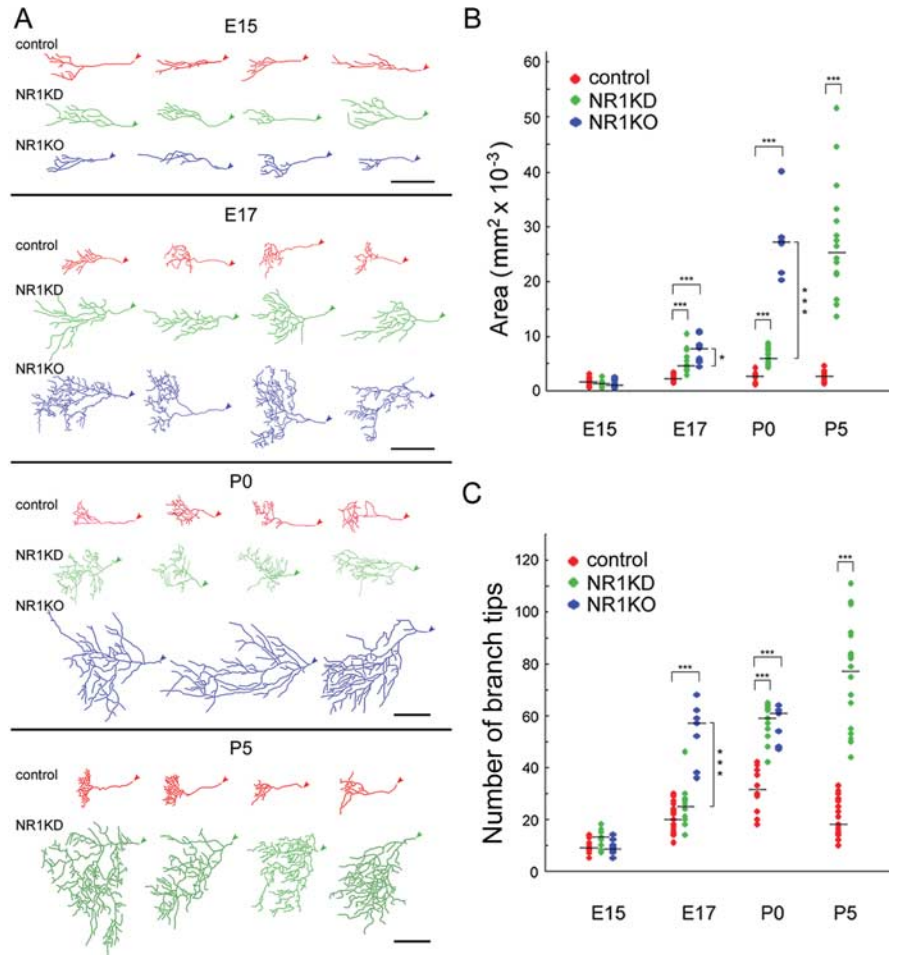 A
E15
control
NR1KD
NR1KO
E17
control
NR1KD
NR1KO
P0
control
NR1KD
NR1KO
P5
control
NR1KD
B
60
50
40
30
20
10
0
Area (mm² x 10⁻³)
control
NR1KD
NR1KO
***
***
***
*
***
***
***
E15 E17 P0 P5
C
120
100
80
60
40
20
0
Number of branch tips
control
NR1KD
NR1KO
***
***
***
***
***
E15 E17 P0 P5